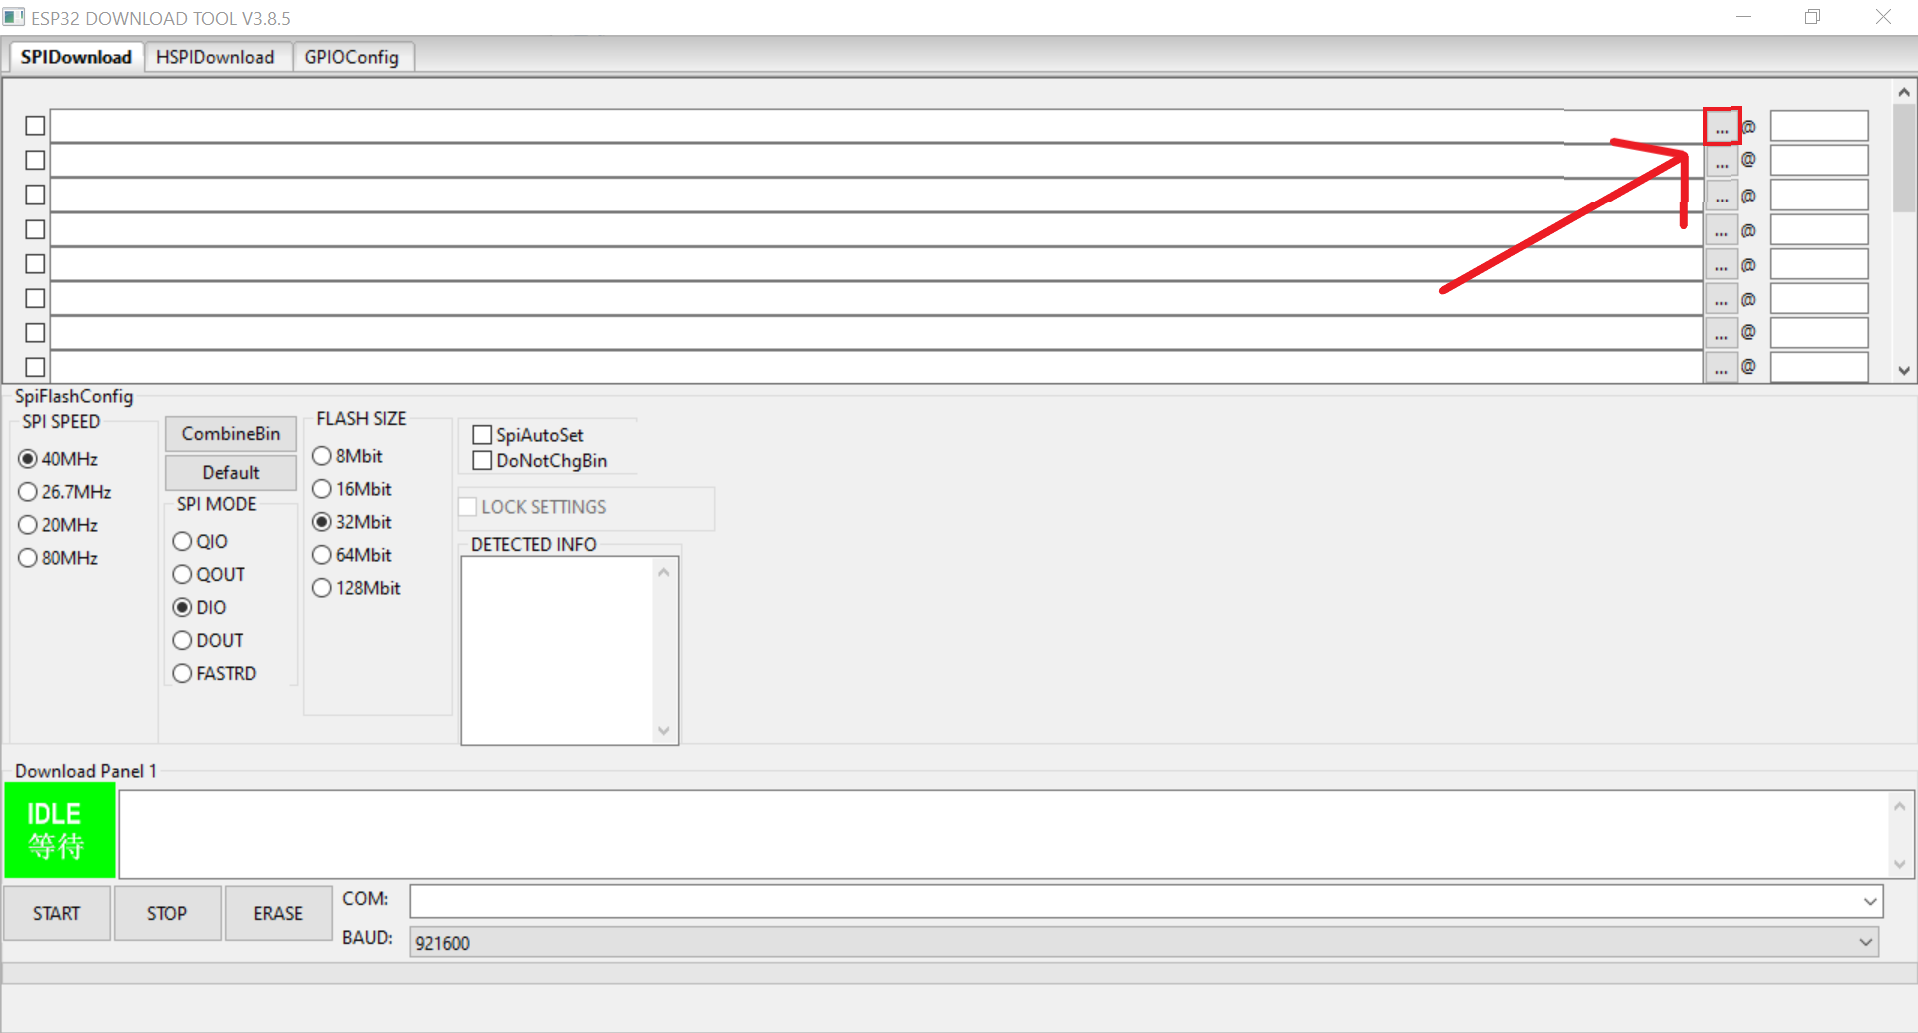 ESP32 DOWNLOAD TOOL V3.8.5
SPIDownload HSPIDownload GPIOConfig
... @
... @
... @
... @
... @
... @
... @
... @
SpiFlashConfig
SPI SPEED
40MHz
26.7MHz
20MHz
80MHz
CombineBin
Default
SPI MODE
QIO
QOUT
DIO
DOUT
FASTRD
FLASH SIZE
8Mbit
16Mbit
32Mbit
64Mbit
128Mbit
SpiAutoSet
DoNotChgBin
LOCK SETTINGS
DETECTED INFO
Download Panel 1
IDLE
等待
START STOP ERASE
COM:
BAUD: 921600